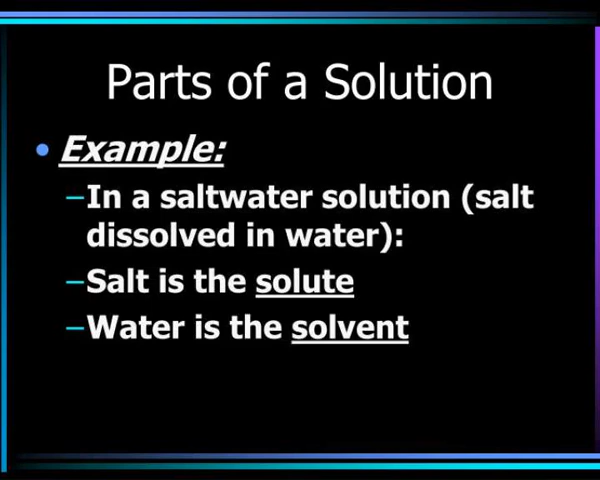 Parts of a Solution
• Example:
–In a saltwater solution (salt
dissolved in water):
–Salt is the solute
–Water is the solvent